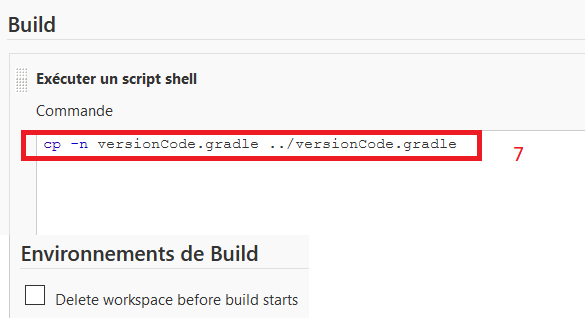 Build
Exécuter un script shell
Commande
cp -n versionCode.gradle ../versionCode.gradle
7
Environnements de Build
Delete workspace before build starts